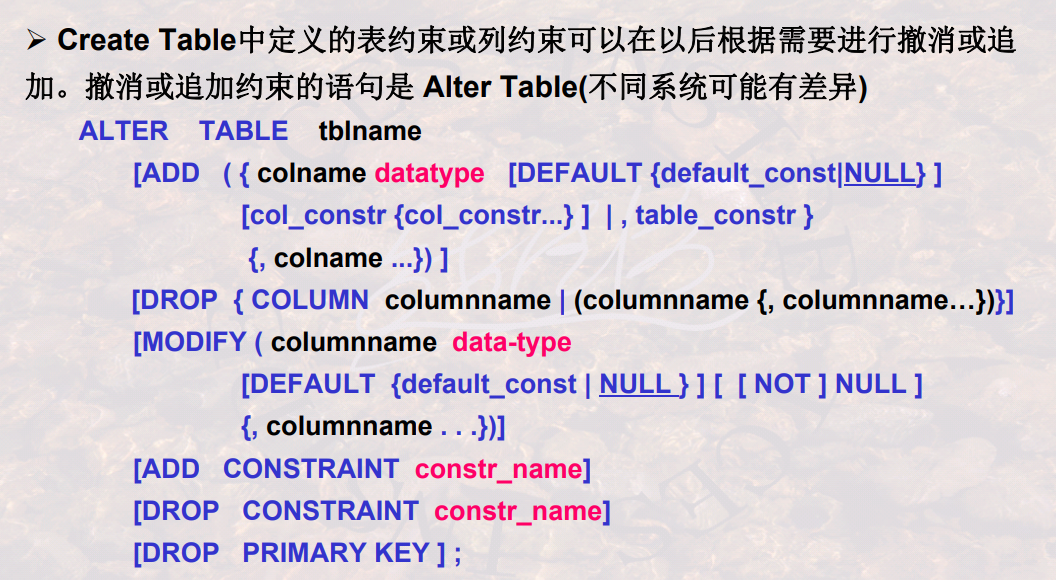 ➢ Create Table中定义的表约束或列约束可以在以后根据需要进行撤消或追
加。撤消或追加约束的语句是 Alter Table(不同系统可能有差异)
ALTER TABLE tblname
[ADD ( { colname datatype [DEFAULT {default_const|NULL} ]
[col_constr {col_constr...} ] | , table_constr }
{, colname ...}) ]
[DROP { COLUMN columnname | (columnname {, columnname…})}]
[MODIFY ( columnname data-type
[DEFAULT {default_const | NULL } ] [ [ NOT ] NULL ]
{, columnname . . .})]
[ADD CONSTRAINT constr_name]
[DROP CONSTRAINT constr_name]
[DROP PRIMARY KEY ] ;